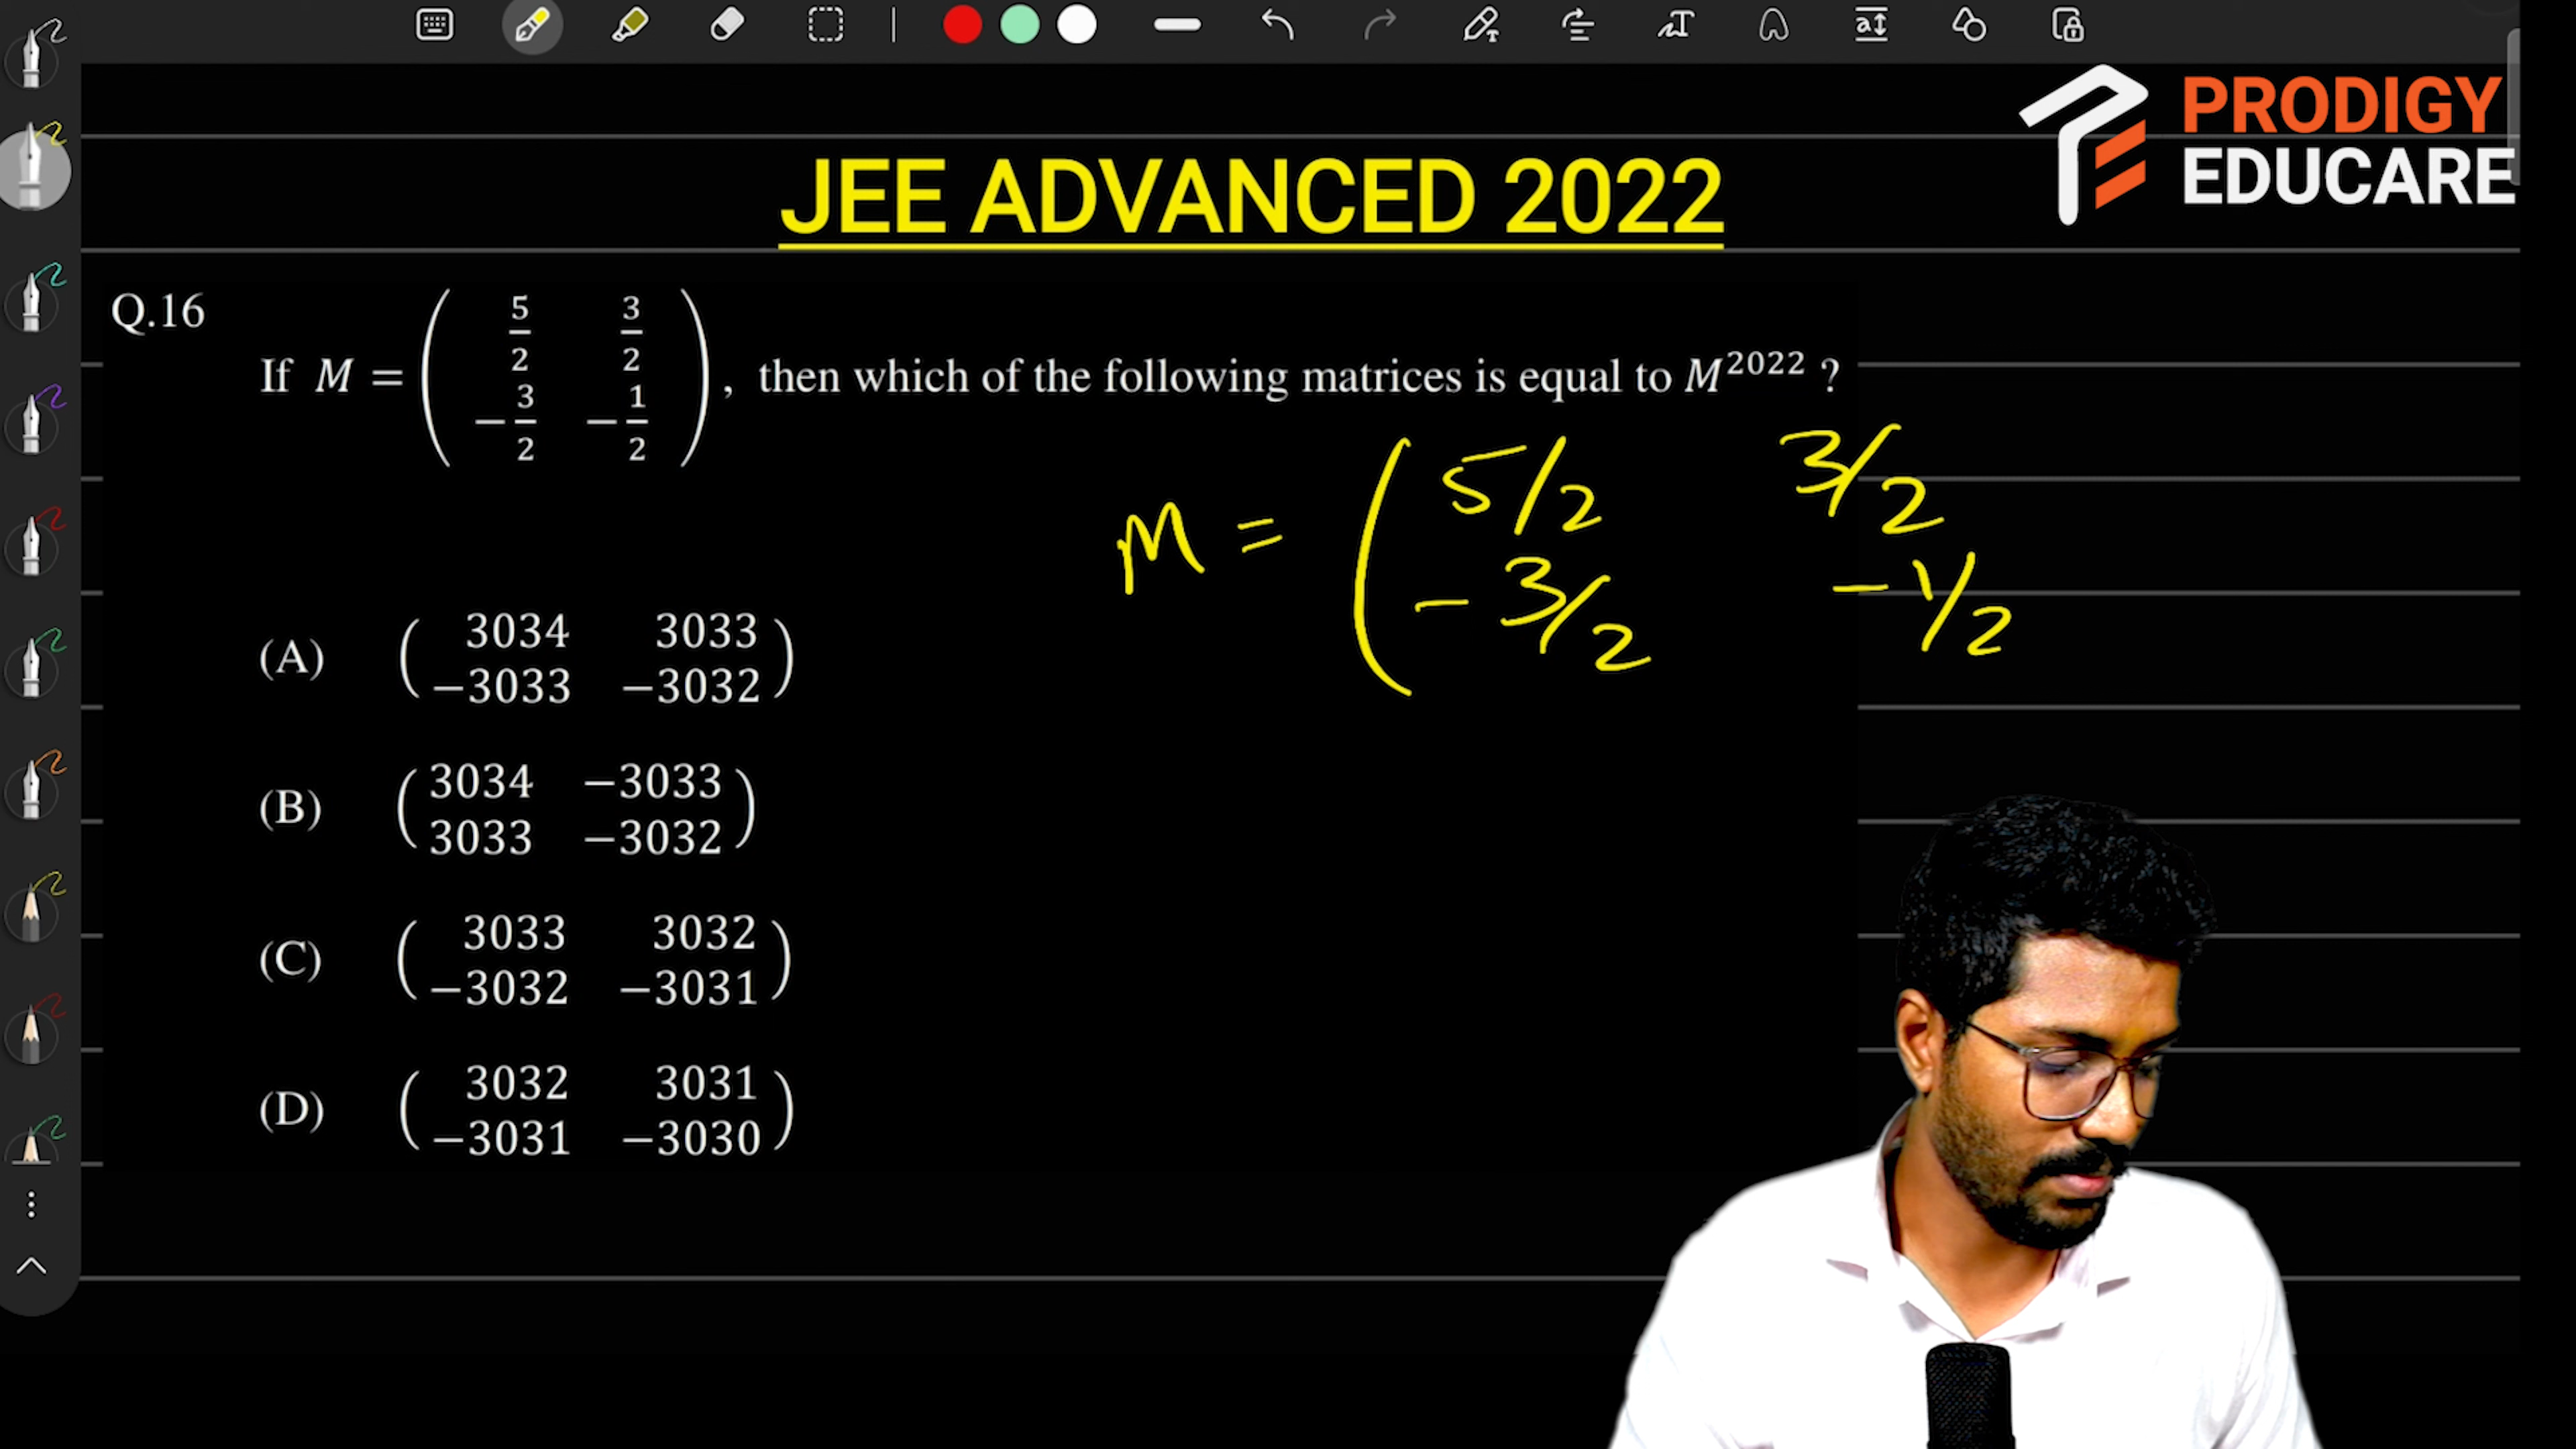 PRODIGY
EDUCARE
JEE ADVANCED 2022
Q.16
If M = ( 5/2 3/2
-3/2 -1/2 ), then which of the following matrices is equal to M^2022 ?
M = ( 5/2 3/2
- 3/2 - 1/2
(A) ( 3034 3033
−3033 −3032 )
(B) ( 3034 −3033
3033 −3032 )
(C) ( 3033 3032
−3032 −3031 )
(D) ( 3032 3031
−3031 −3030 )